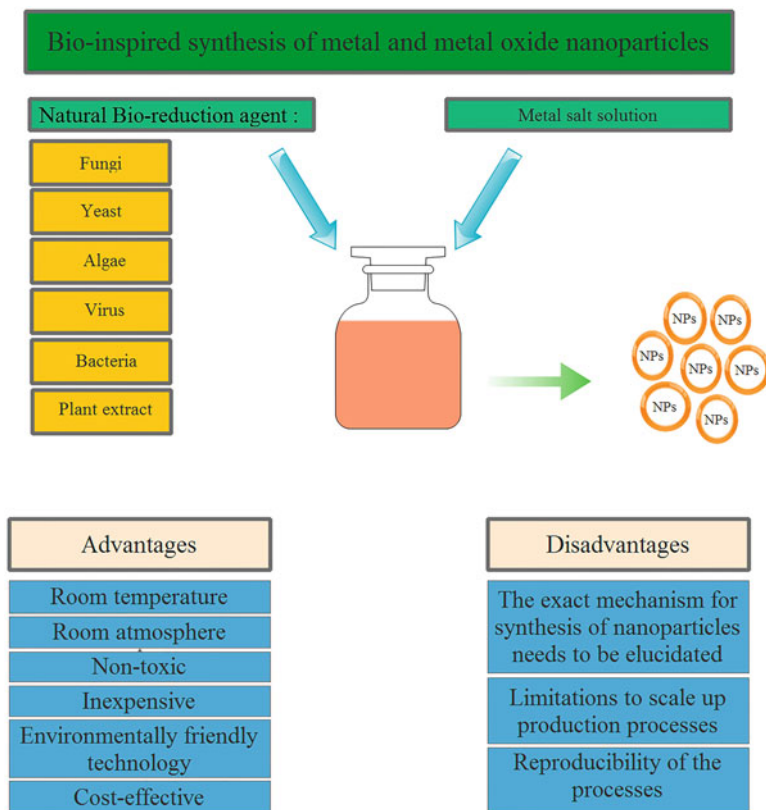 Bio-inspired synthesis of metal and metal oxide nanoparticles
Natural Bio-reduction agent :
Metal salt solution
Fungi
Yeast
Algae
Virus
Bacteria
Plant extract
NPs
NPs
NPs
NPs
NPs
NPs
NPs
Advantages
Room temperature
Room atmosphere
Non-toxic
Inexpensive
Environmentally friendly
technology
Cost-effective
Disadvantages
The exact mechanism for
synthesis of nanoparticles
needs to be elucidated
Limitations to scale up
production processes
Reproducibility of the
processes